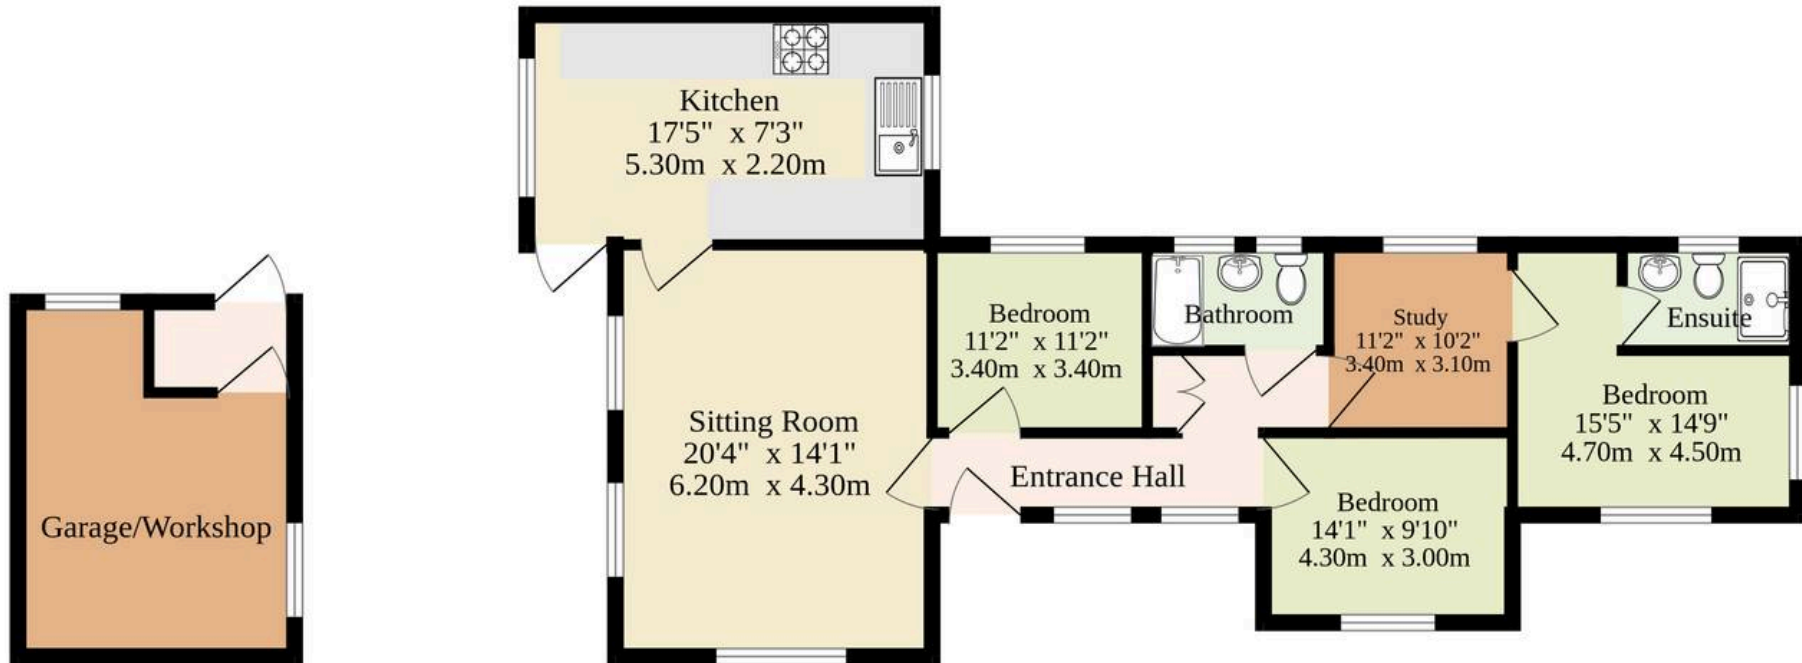 Kitchen
17'5" x 7'3"
5.30m x 2.20m
Bedroom
11'2" x 11'2"
3.40m x 3.40m
Bathroom
Study
11'2" x 10'2"
3.40m x 3.10m
Ensuite
Bedroom
15'5" x 14'9"
4.70m x 4.50m
Sitting Room
20'4" x 14'1"
6.20m x 4.30m
Entrance Hall
Bedroom
14'1" x 9'10"
4.30m x 3.00m
Garage/Workshop